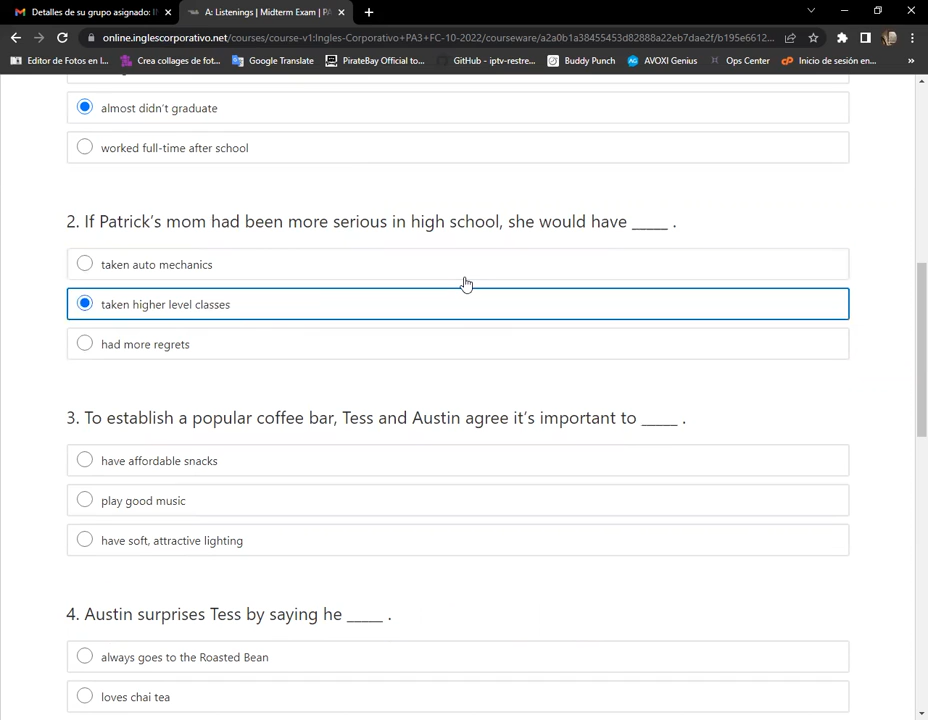 Detalles de su grupo asignado: I
A: Listenings | Midterm Exam | PA
online.inglescorporativo.net/courses/course-v1:Ingles-Corporativo+PA3+FC-10-2022/courseware/a2a0b1a38455453d82888a22eb7dae2f/b195e6612...
Editor de Fotos en l... Crea collages de fot... Google Translate PirateBay Official to... GitHub - iptv-restre... Buddy Punch AVOXI Genius Ops Center Inicio de sesión en... »
almost didn't graduate
worked full-time after school
2. If Patrick's mom had been more serious in high school, she would have _____ .
taken auto mechanics
taken higher level classes
had more regrets
3. To establish a popular coffee bar, Tess and Austin agree it's important to _____ .
have affordable snacks
play good music
have soft, attractive lighting
4. Austin surprises Tess by saying he _____ .
always goes to the Roasted Bean
loves chai tea